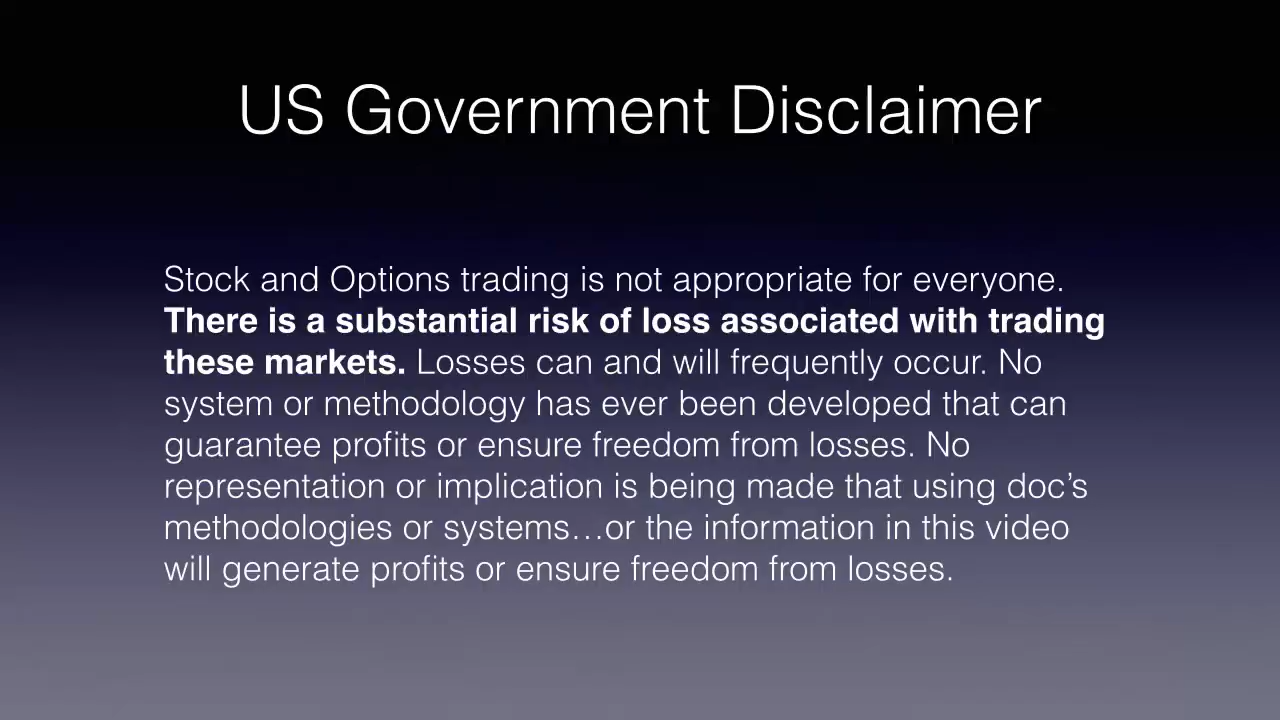 US Government Disclaimer
Stock and Options trading is not appropriate for everyone.
There is a substantial risk of loss associated with trading
these markets. Losses can and will frequently occur. No
system or methodology has ever been developed that can
guarantee profits or ensure freedom from losses. No
representation or implication is being made that using doc’s
methodologies or systems…or the information in this video
will generate profits or ensure freedom from losses.